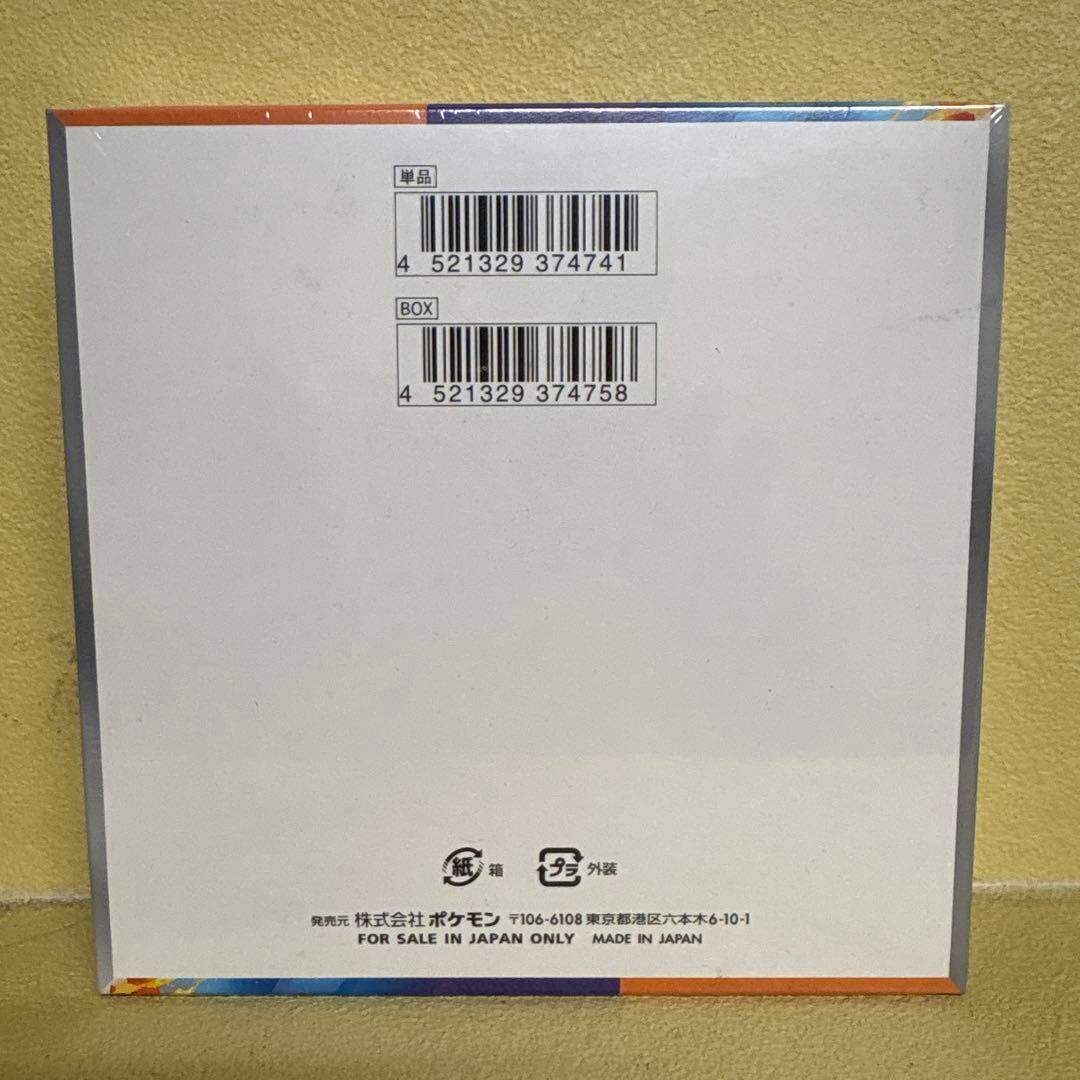 単品
4 521329 374741
BOX
4 521329 374758
紙 箱 プラ 外装
発売元 株式会社 ポケモン 〒106-6108 東京都港区六本木6-10-1
FOR SALE IN JAPAN ONLY MADE IN JAPAN